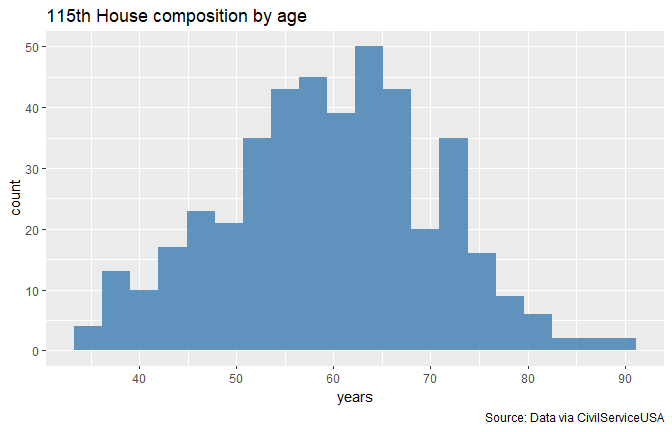 115th House composition by age
50
40
30
20
10
0
count
40 50 60 70 80 90
years
Source: Data via CivilServiceUSA